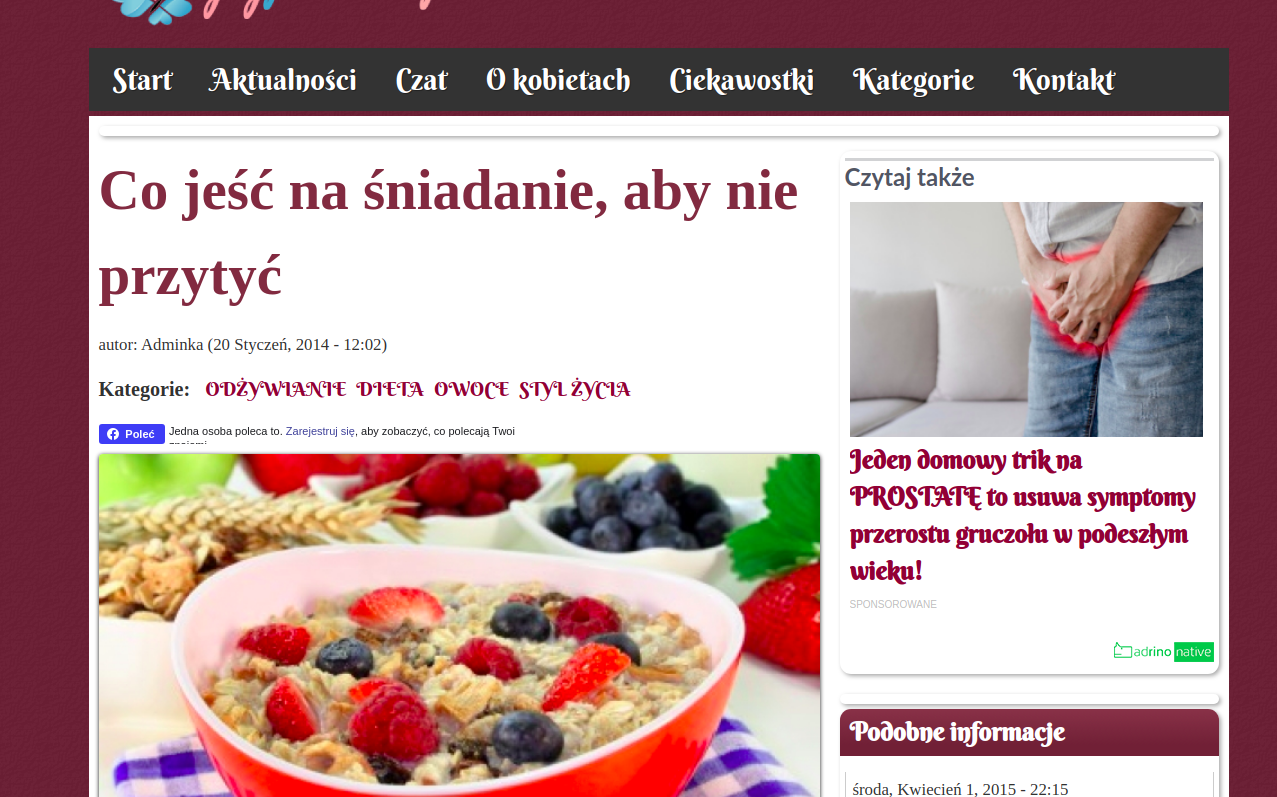 Start Aktualności Czat O kobietach Ciekawostki Kategorie Kontakt
Co jeść na śniadanie, aby nie
przytyć
autor: Adminka (20 Styczeń, 2014 - 12:02)
Kategorie: ODŻYWIANIE DIETA OWOCE STYL ŻYCIA
Poleć Jedna osoba poleca to. Zarejestruj się, aby zobaczyć, co polecają Twoi
Czytaj także
Jeden domowy trik na
PROSTATĘ to usuwa symptomy
przerostu gruczołu w podeszłym
wieku!
SPONSOROWANE
adrino native
Podobne informacje
środa, Kwiecień 1, 2015 - 22:15